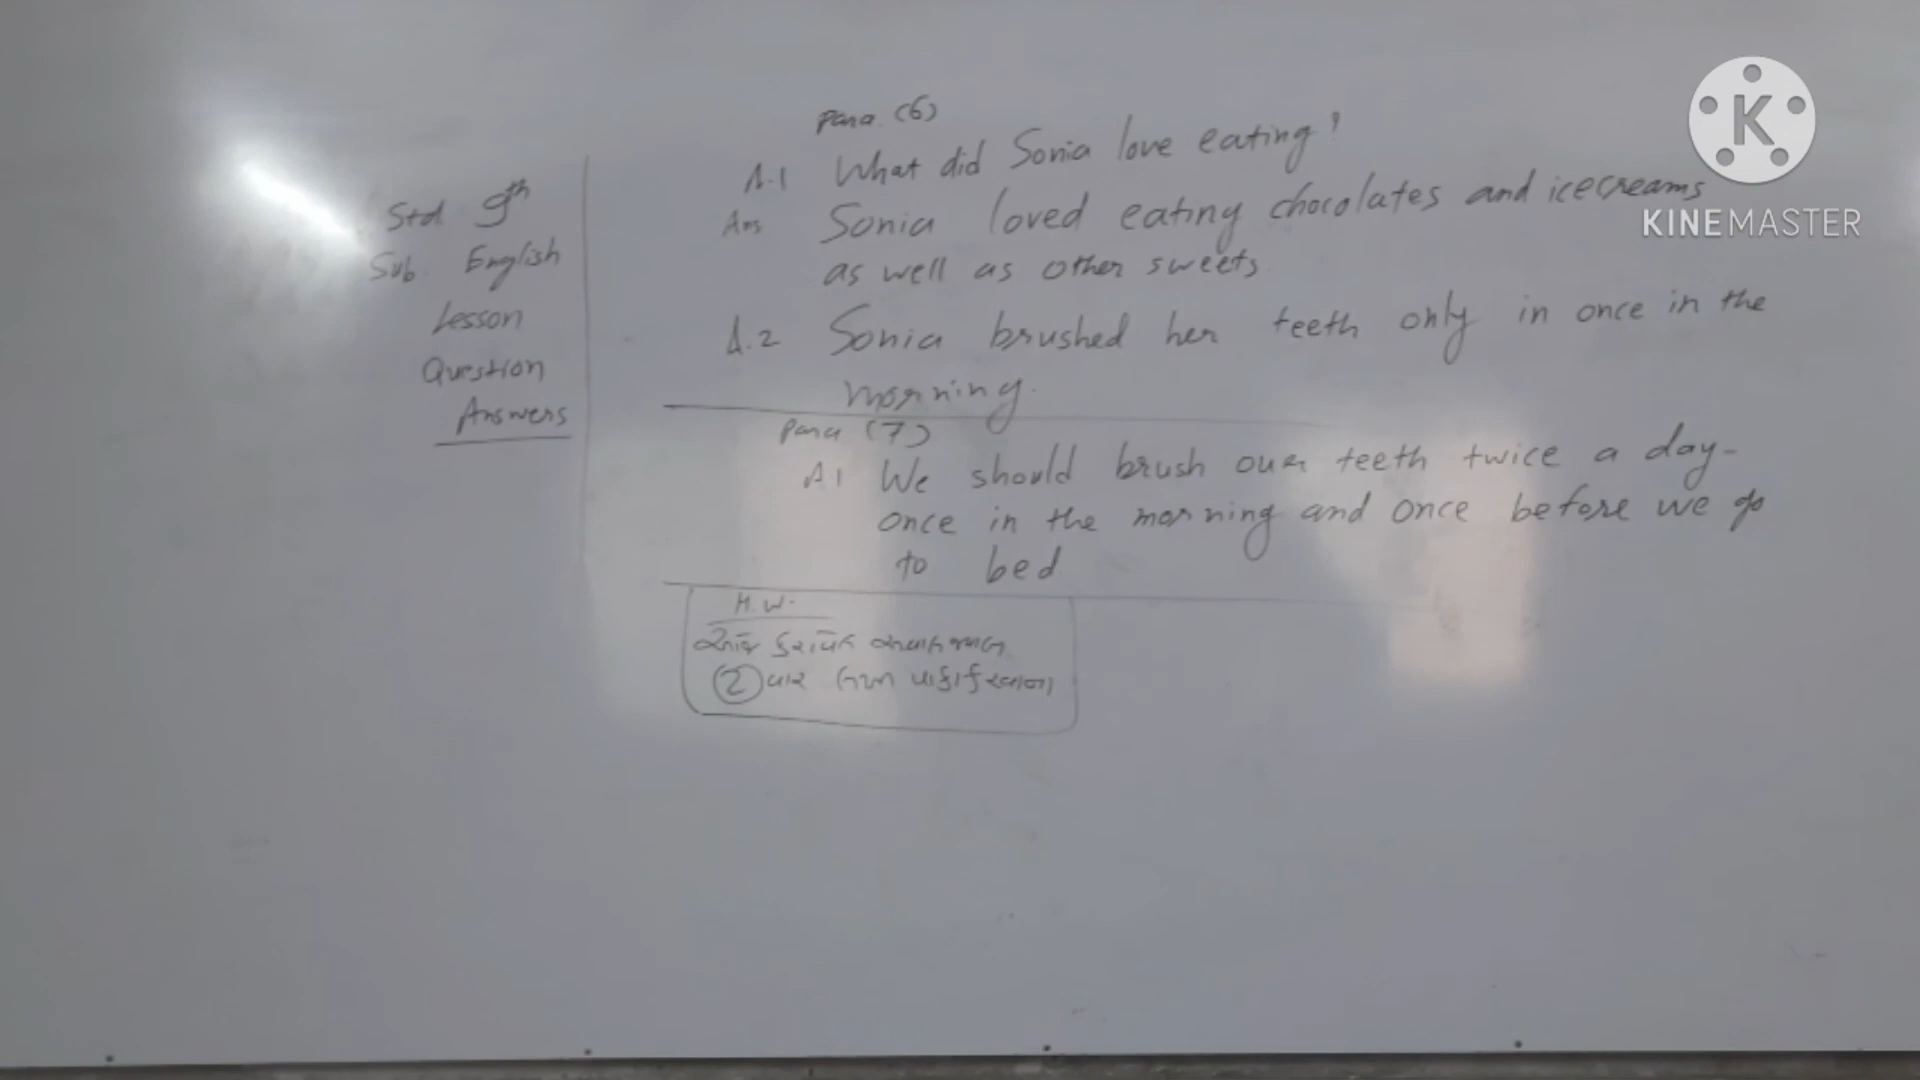 Std 9th
Sub. English
Lesson
Question
Answers
Para (6)
A.1 What did Sonia love eating?
Ans Sonia loved eating chocolates and icecreams
as well as other sweets
A.2 Sonia brushed her teeth only in once in the
morning.
Para (7)
A1 We should brush our teeth twice a day-
once in the morning and once before we go
to bed
H.W.
② વાર
K
KINEMASTER